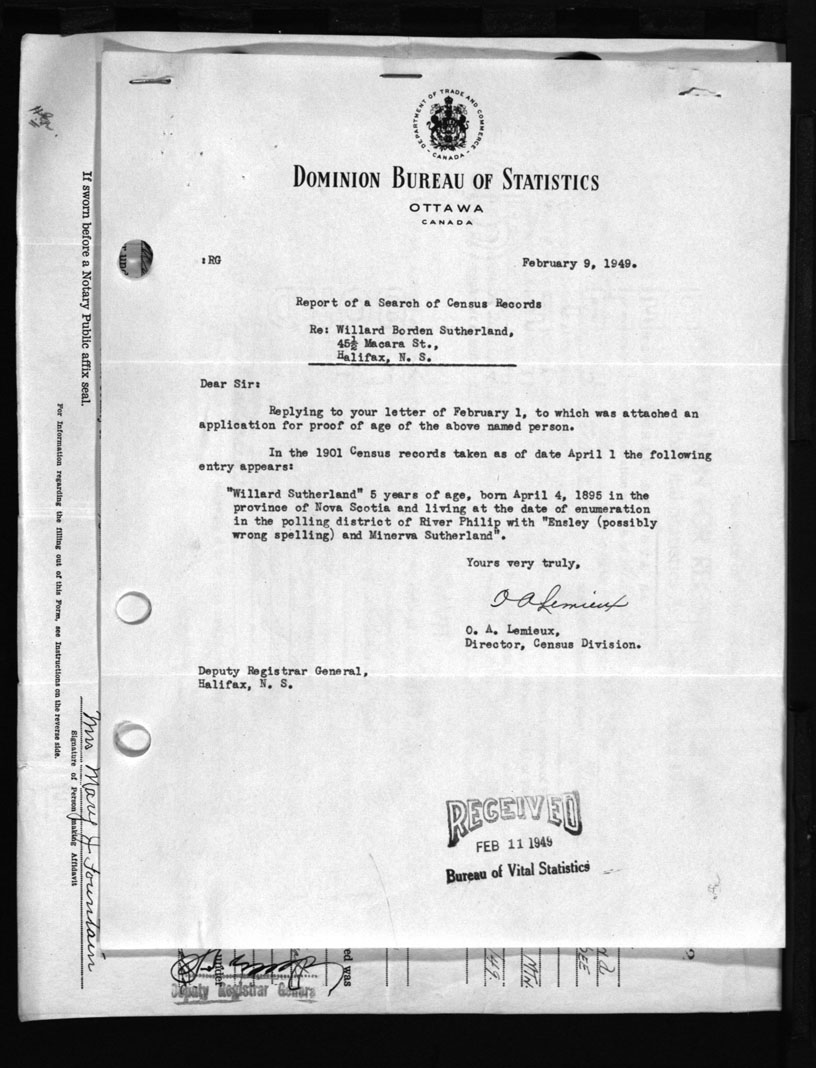 DEPARTMENT OF TRADE AND COMMERCE
- CANADA -
DOMINION BUREAU OF STATISTICS
OTTAWA
CANADA
:RG
February 9, 1949.
Report of a Search of Census Records
Re: Willard Borden Sutherland,
45½ Macara St.,
Halifax, N. S.
Dear Sir:
Replying to your letter of February 1, to which was attached an
application for proof of age of the above named person.
In the 1901 Census records taken as of date April 1 the following
entry appears:
"Willard Sutherland" 5 years of age, born April 4, 1895 in the
province of Nova Scotia and living at the date of enumeration
in the polling district of River Philip with "Ensley (possibly
wrong spelling) and Minerva Sutherland".
Yours very truly,
O A Lemieux
O. A. Lemieux,
Director, Census Division.
Deputy Registrar General,
Halifax, N. S.
RECEIVED
FEB 11 1949
Bureau of Vital Statistics
If sworn before a Notary Public affix seal.
For Information regarding the filling out of this Form, see Instructions on the reverse side.
Mrs Mary J Fountain
Signature of Person making Affidavit
ed was
Deputy Registrar General